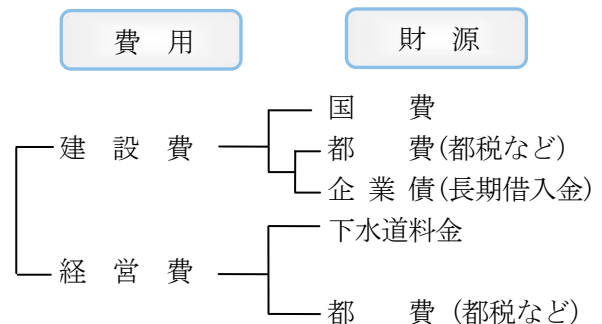 費 用
財 源
国 費
建 設 費
都 費(都税など)
企 業 債(長期借入金)
下水道料金
経 営 費
都 費 (都税など)